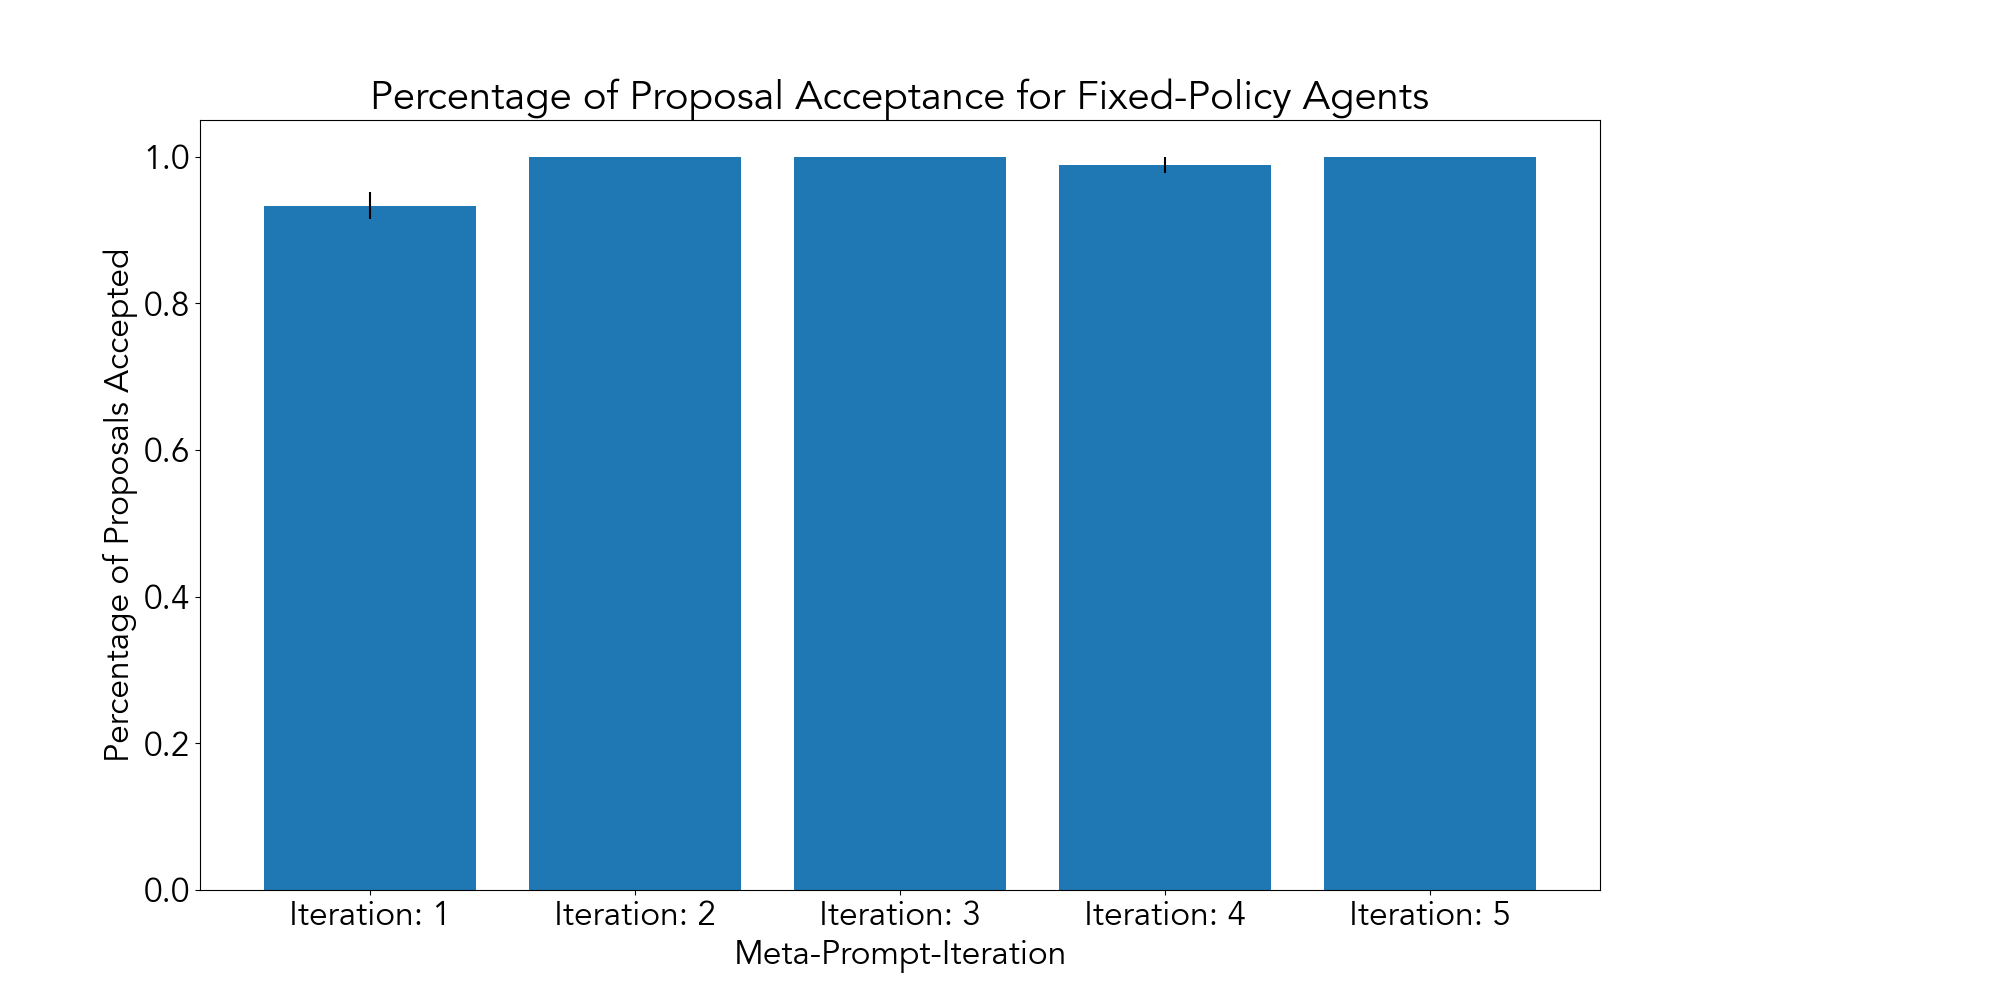 Percentage of Proposal Acceptance for Fixed-Policy Agents
Percentage of Proposals Accepted
1.0
0.8
0.6
0.4
0.2
0.0
Iteration: 1
Iteration: 2
Iteration: 3
Iteration: 4
Iteration: 5
Meta-Prompt-Iteration